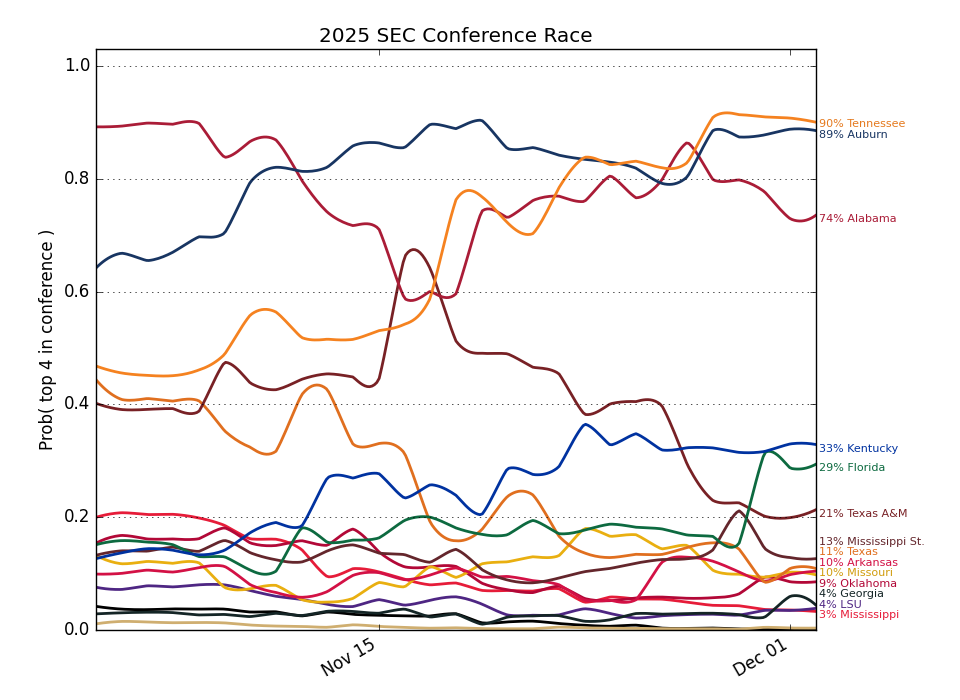 2025 SEC Conference Race
Prob( top 4 in conference )
1.0
0.8
0.6
0.4
0.2
0.0
Nov 15
Dec 01
90% Tennessee
89% Auburn
74% Alabama
33% Kentucky
29% Florida
21% Texas A&M
13% Mississippi St.
11% Texas
10% Arkansas
10% Missouri
9% Oklahoma
4% Georgia
4% LSU
3% Mississippi